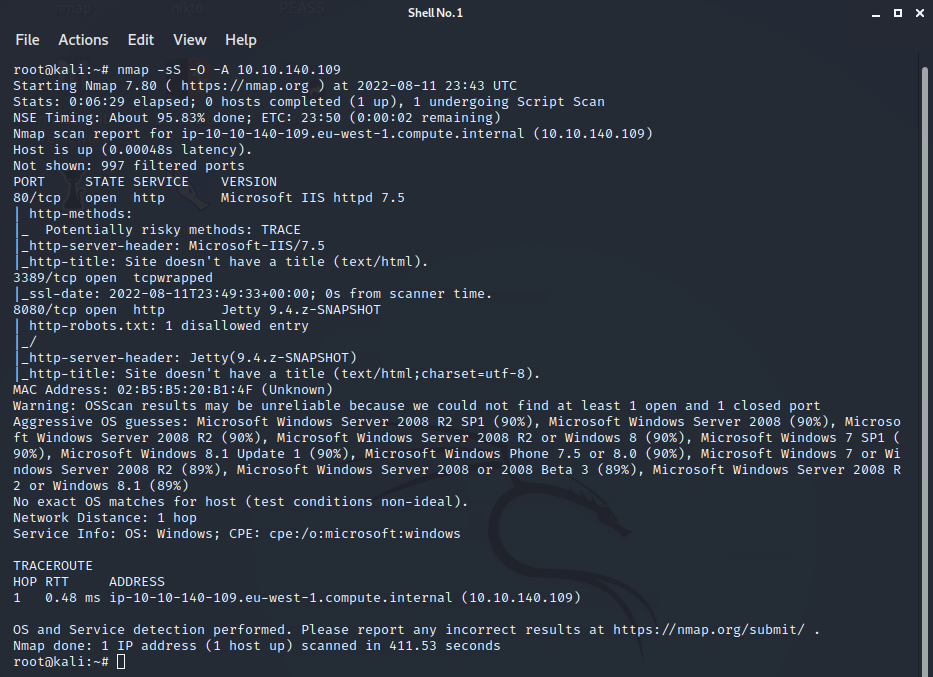 nmap nikto PEASS
Shell No. 1
File Actions Edit View Help
root@kali:~# nmap -sS -O -A 10.10.140.109
Starting Nmap 7.80 ( https://nmap.org ) at 2022-08-11 23:43 UTC
Stats: 0:06:29 elapsed; 0 hosts completed (1 up), 1 undergoing Script Scan
NSE Timing: About 95.83% done; ETC: 23:50 (0:00:02 remaining)
Nmap scan report for ip-10-10-140-109.eu-west-1.compute.internal (10.10.140.109)
Host is up (0.00048s latency).
Not shown: 997 filtered ports
PORT     STATE SERVICE    VERSION
80/tcp   open  http       Microsoft IIS httpd 7.5
| http-methods:
|_  Potentially risky methods: TRACE
|_http-server-header: Microsoft-IIS/7.5
|_http-title: Site doesn't have a title (text/html).
3389/tcp open  tcpwrapped
|_ssl-date: 2022-08-11T23:49:33+00:00; 0s from scanner time.
8080/tcp open  http       Jetty 9.4.z-SNAPSHOT
| http-robots.txt: 1 disallowed entry
|_/
|_http-server-header: Jetty(9.4.z-SNAPSHOT)
|_http-title: Site doesn't have a title (text/html;charset=utf-8).
MAC Address: 02:B5:B5:20:B1:4F (Unknown)
Warning: OSScan results may be unreliable because we could not find at least 1 open and 1 closed port
Aggressive OS guesses: Microsoft Windows Server 2008 R2 SP1 (90%), Microsoft Windows Server 2008 (90%), Microso
ft Windows Server 2008 R2 (90%), Microsoft Windows Server 2008 R2 or Windows 8 (90%), Microsoft Windows 7 SP1 (
90%), Microsoft Windows 8.1 Update 1 (90%), Microsoft Windows Phone 7.5 or 8.0 (90%), Microsoft Windows 7 or Wi
ndows Server 2008 R2 (89%), Microsoft Windows Server 2008 or 2008 Beta 3 (89%), Microsoft Windows Server 2008 R
2 or Windows 8.1 (89%)
No exact OS matches for host (test conditions non-ideal).
Network Distance: 1 hop
Service Info: OS: Windows; CPE: cpe:/o:microsoft:windows
TRACEROUTE
HOP RTT     ADDRESS
1   0.48 ms ip-10-10-140-109.eu-west-1.compute.internal (10.10.140.109)
OS and Service detection performed. Please report any incorrect results at https://nmap.org/submit/ .
Nmap done: 1 IP address (1 host up) scanned in 411.53 seconds
root@kali:~#